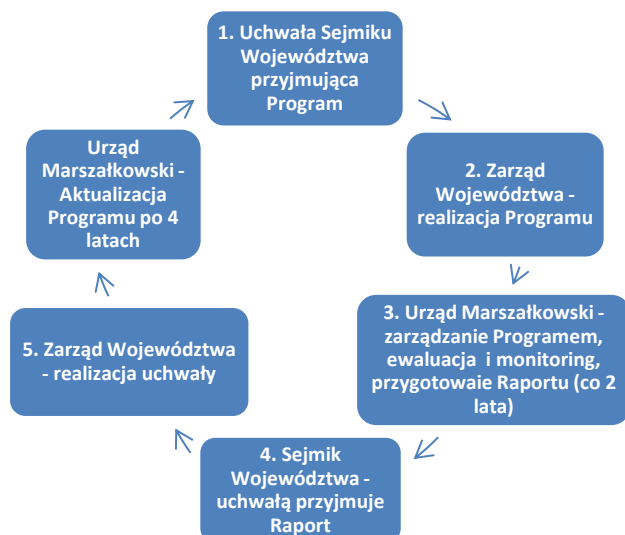 1. Uchwała Sejmiku
Województwa
przyjmująca
Program
2. Zarząd
Województwa -
realizacja Programu
3. Urząd Marszałkowski -
zarządzanie Programem,
ewaluacja i monitoring,
przygotowaie Raportu (co 2
lata)
4. Sejmik
Województwa -
uchwałą przyjmuje
Raport
5. Zarząd Województwa
- realizacja uchwały
Urząd
Marszałkowski -
Aktualizacja
Programu po 4
latach